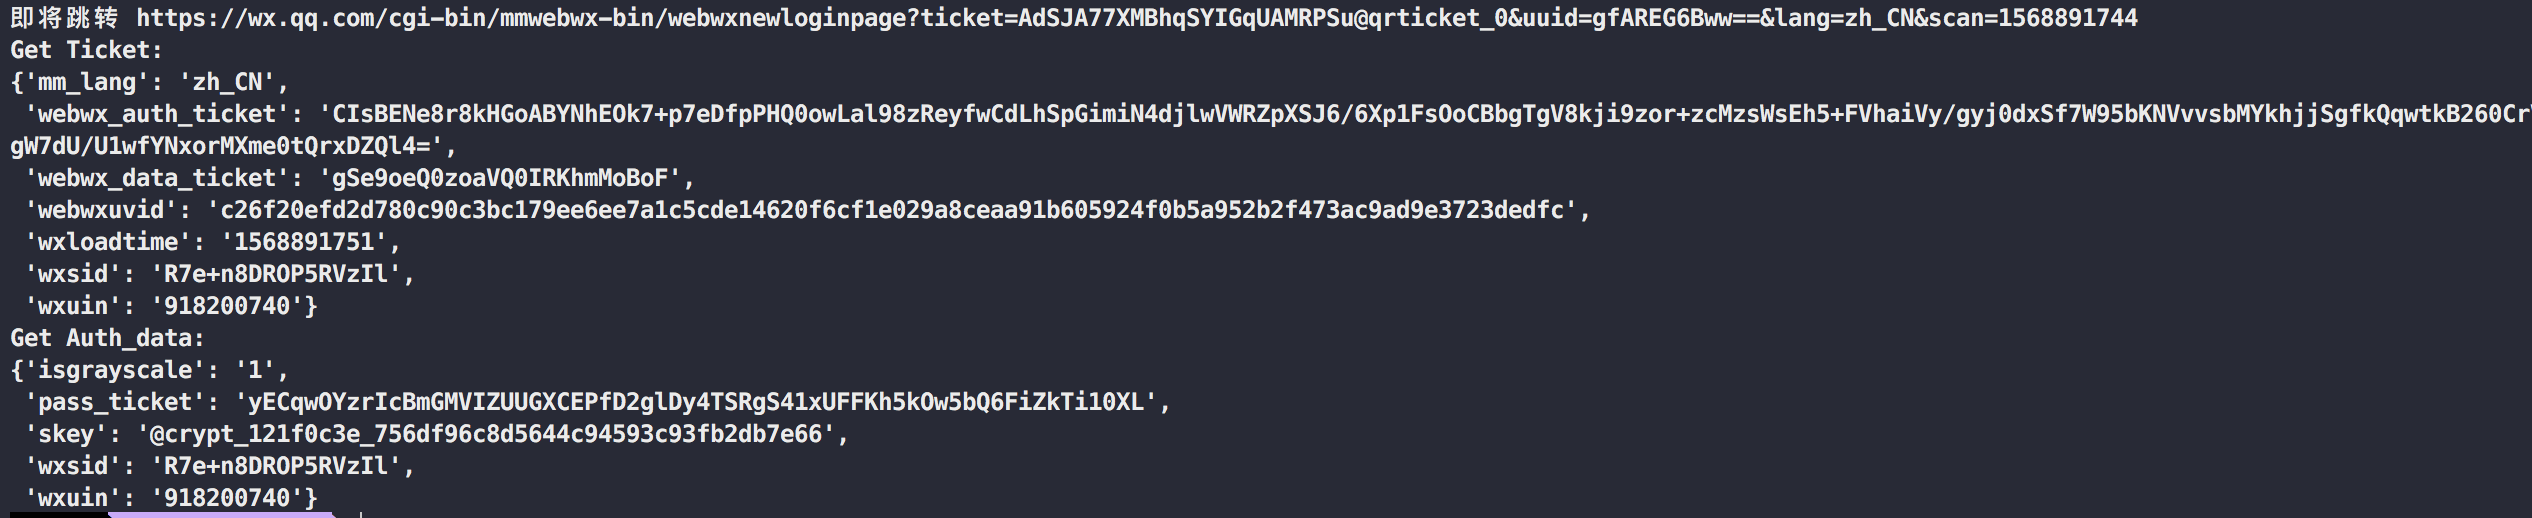 即将跳转 https://wx.qq.com/cgi-bin/mmwebwx-bin/webwxnewloginpage?ticket=AdSJA77XMBhqSYIGqUAMRPSu@qrticket_0&uuid=gfAREG6Bww==&lang=zh_CN&scan=1568891744
Get Ticket:
{'mm_lang': 'zh_CN',
 'webwx_auth_ticket': 'CIsBENe8r8kHGoABYNhEOk7+p7eDfpPHQ0owLal98zReyfwCdLhSpGimiN4djlwVWRZpXSJ6/6Xp1FsOoCBbgTgV8kji9zor+zcMzsWsEh5+FVhaiVy/gyj0dxSf7W95bKNVvvsbMYkhjjSgfkQqwtkB260Cr
gW7dU/U1wfYNxorMXme0tQrxDZQl4=',
 'webwx_data_ticket': 'gSe9oeQ0zoaVQ0IRKhmMoBoF',
 'webwxuvid': 'c26f20efd2d780c90c3bc179ee6ee7a1c5cde14620f6cf1e029a8ceaa91b605924f0b5a952b2f473ac9ad9e3723dedfc',
 'wxloadtime': '1568891751',
 'wxsid': 'R7e+n8DROP5RVzIl',
 'wxuin': '918200740'}
Get Auth_data:
{'isgrayscale': '1',
 'pass_ticket': 'yECqwOYzrIcBmGMVIZUUGXCEPfD2glDy4TSRgS41xUFFKh5kOw5bQ6FiZkTi10XL',
 'skey': '@crypt_121f0c3e_756df96c8d5644c94593c93fb2db7e66',
 'wxsid': 'R7e+n8DROP5RVzIl',
 'wxuin': '918200740'}